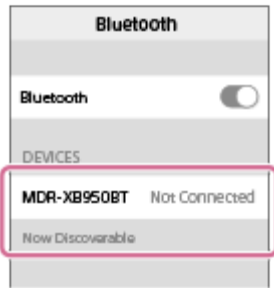 Bluetooth
Bluetooth
DEVICES
MDR-XB950BT Not Connected
Now Discoverable